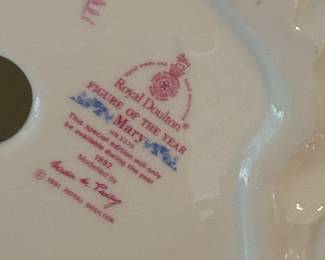 Royal Doulton®
FIGURE OF THE YEAR
Mary
HN 3375
This special edition will only
be available during the year
1992
Modelled by
© 1991 ROYAL DOULTON